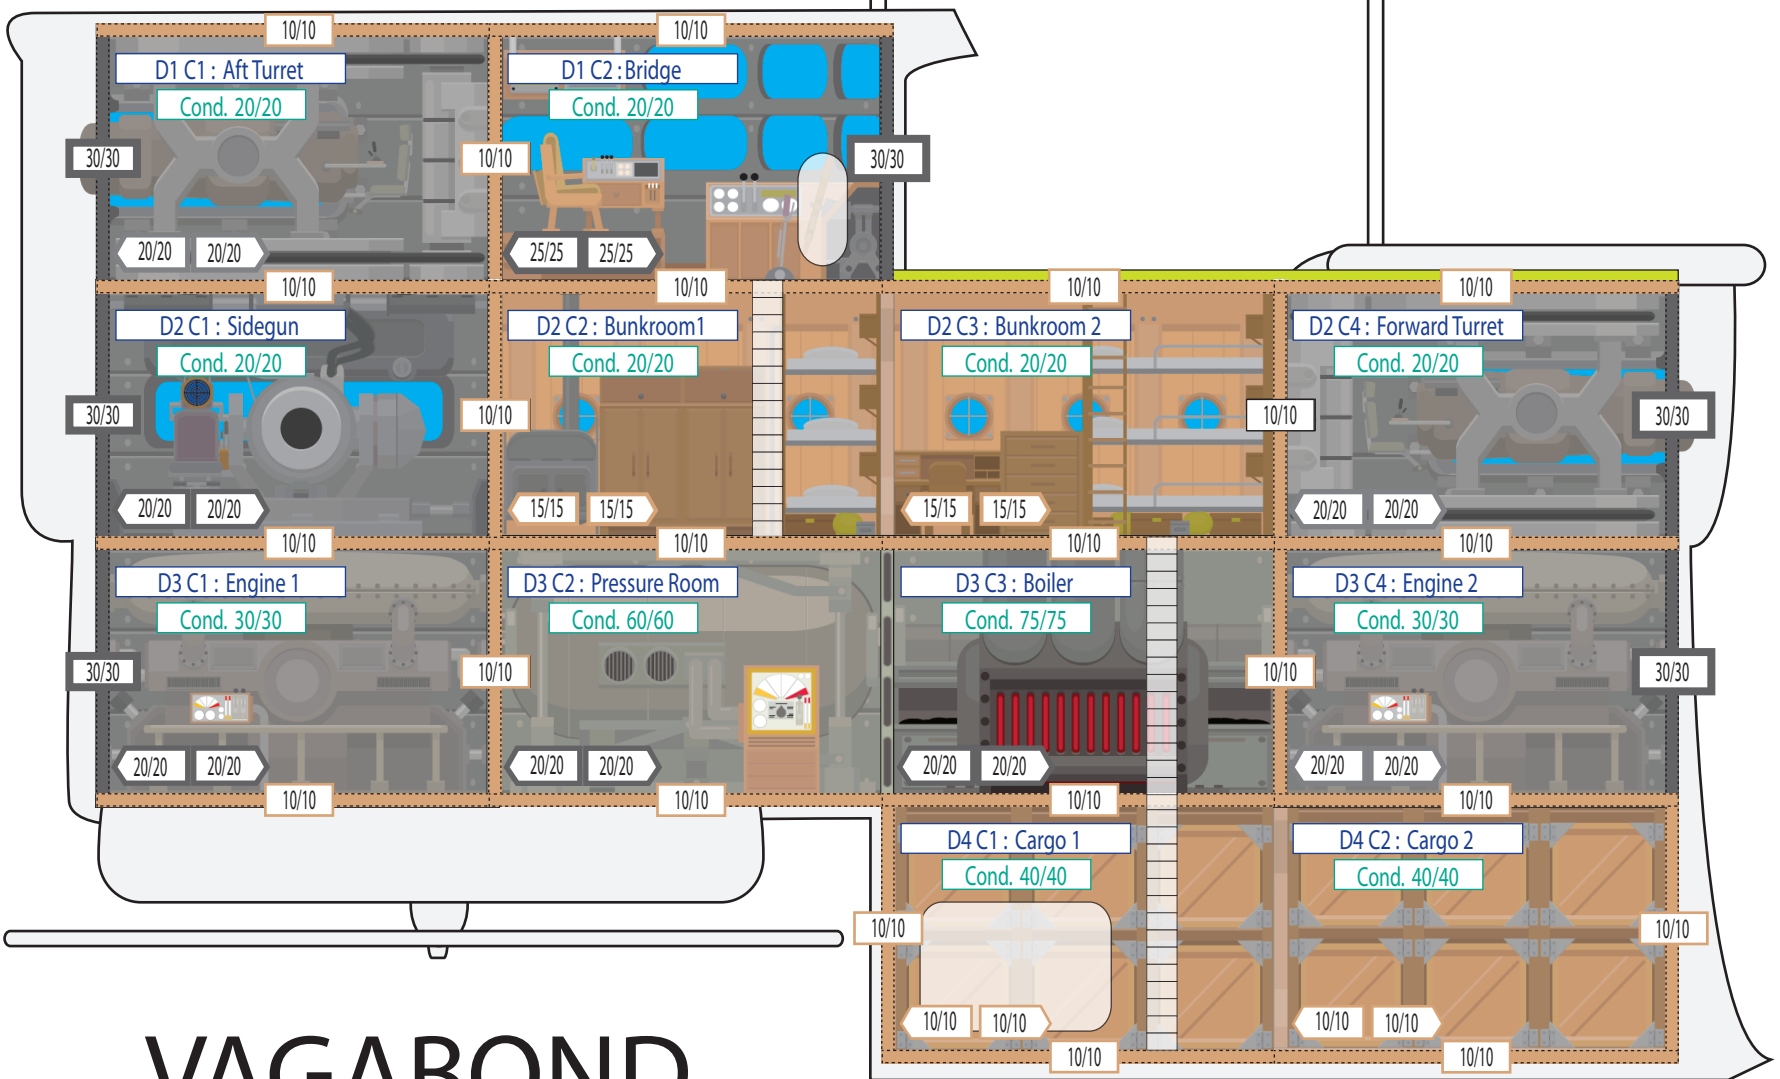 10/10 10/10
D1 C1 : Aft Turret D1 C2 : Bridge
Cond. 20/20 Cond. 20/20
30/30 10/10 30/30
20/20 20/20 25/25 25/25
10/10 10/10 10/10 10/10
D2 C1 : Sidegun D2 C2 : Bunkroom1 D2 C3 : Bunkroom 2 D2 C4 : Forward Turret
Cond. 20/20 Cond. 20/20 Cond. 20/20 Cond. 20/20
30/30 10/10 10/10 30/30
20/20 20/20 15/15 15/15 15/15 15/15 20/20 20/20
10/10 10/10 10/10 10/10
D3 C1 : Engine 1 D3 C2 : Pressure Room D3 C3 : Boiler D3 C4 : Engine 2
Cond. 30/30 Cond. 60/60 Cond. 75/75 Cond. 30/30
30/30 10/10 10/10 30/30
20/20 20/20 20/20 20/20 20/20 20/20 20/20 20/20
10/10 10/10 10/10 10/10
D4 C1 : Cargo 1 D4 C2 : Cargo 2
Cond. 40/40 Cond. 40/40
10/10 10/10
10/10 10/10 10/10 10/10
10/10 10/10
VAGABOND